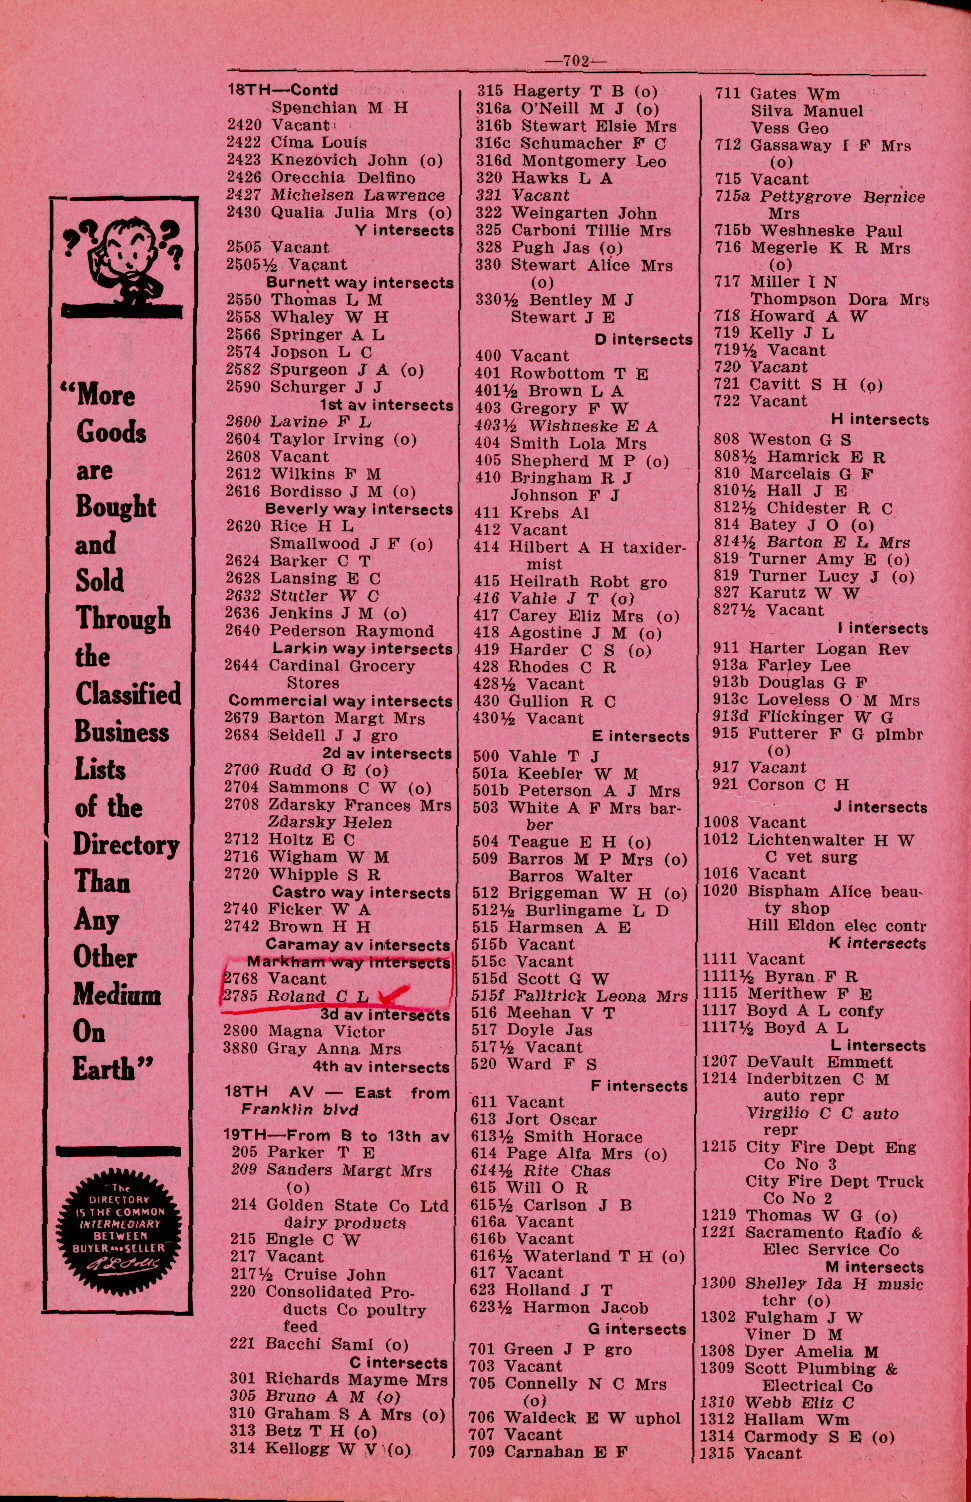 —702—
"More
Goods
are
Bought
and
Sold
Through
the
Classified
Business
Lists
of the
Directory
Than
Any
Other
Medium
On
Earth"
"The
DIRECTORY
IS THE COMMON
INTERMEDIARY
BETWEEN
BUYER AND SELLER"
18TH—Contd
Spenchian M H
2420 Vacant
2422 Cima Louis
2423 Knezovich John (o)
2426 Orecchia Delfino
2427 Michelsen Lawrence
2430 Qualia Julia Mrs (o)
Y intersects
2505 Vacant
2505½ Vacant
Burnett way intersects
2550 Thomas L M
2558 Whaley W H
2566 Springer A L
2574 Jopson L C
2582 Spurgeon J A (o)
2590 Schurger J J
1st av intersects
2600 Lavine F L
2604 Taylor Irving (o)
2608 Vacant
2612 Wilkins F M
2616 Bordisso J M (o)
Beverly way intersects
2620 Rice H L
Smallwood J F (o)
2624 Barker C T
2628 Lansing E C
2632 Stutler W C
2636 Jenkins J M (o)
2640 Pederson Raymond
Larkin way intersects
2644 Cardinal Grocery
Stores
Commercial way intersects
2679 Barton Margt Mrs
2684 Seidell J J gro
2d av intersects
2700 Rudd O E (o)
2704 Sammons C W (o)
2708 Zdarsky Frances Mrs
Zdarsky Helen
2712 Holtz E C
2716 Wigham W M
2720 Whipple S R
Castro way intersects
2740 Ficker W A
2742 Brown H H
Caramay av intersects
Markham way intersects
2768 Vacant
2785 Roland C L
3d av intersects
2800 Magna Victor
3880 Gray Anna Mrs
4th av intersects
18TH AV — East from
Franklin blvd
19TH—From B to 13th av
205 Parker T E
209 Sanders Margt Mrs
(o)
214 Golden State Co Ltd
dairy products
215 Engle C W
217 Vacant
217½ Cruise John
220 Consolidated Pro-
ducts Co poultry
feed
221 Bacchi Saml (o)
C intersects
301 Richards Mayme Mrs
305 Bruno A M (o)
310 Graham S A Mrs (o)
313 Betz T H (o)
314 Kellogg W V (o)
315 Hagerty T B (o)
316a O'Neill M J (o)
316b Stewart Elsie Mrs
316c Schumacher F C
316d Montgomery Leo
320 Hawks L A
321 Vacant
322 Weingarten John
325 Carboni Tillie Mrs
328 Pugh Jas (o)
330 Stewart Alice Mrs
(o)
330½ Bentley M J
Stewart J E
D intersects
400 Vacant
401 Rowbottom T E
401½ Brown L A
403 Gregory F W
403½ Wishneske E A
404 Smith Lola Mrs
405 Shepherd M P (o)
410 Bringham R J
Johnson F J
411 Krebs Al
412 Vacant
414 Hilbert A H taxider-
mist
415 Heilrath Robt gro
416 Vahle J T (o)
417 Carey Eliz Mrs (o)
418 Agostine J M (o)
419 Harder C S (o)
428 Rhodes C R
428½ Vacant
430 Gullion R C
430½ Vacant
E intersects
500 Vahle T J
501a Keebler W M
501b Peterson A J Mrs
503 White A F Mrs bar-
ber
504 Teague E H (o)
509 Barros M P Mrs (o)
Barros Walter
512 Briggeman W H (o)
512½ Burlingame L D
515 Harmsen A E
515b Vacant
515c Vacant
515d Scott G W
515f Falltrick Leona Mrs
516 Meehan V T
517 Doyle Jas
517½ Vacant
520 Ward F S
F intersects
611 Vacant
613 Jort Oscar
613½ Smith Horace
614 Page Alfa Mrs (o)
614½ Rite Chas
615 Will O R
615½ Carlson J B
616a Vacant
616b Vacant
616½ Waterland T H (o)
617 Vacant
623 Holland J T
623½ Harmon Jacob
G intersects
701 Green J P gro
703 Vacant
705 Connelly N C Mrs
(o)
706 Waldeck E W uphol
707 Vacant
709 Carnahan E F
711 Gates Wm
Silva Manuel
Vess Geo
712 Gassaway I F Mrs
(o)
715 Vacant
715a Pettygrove Bernice
Mrs
715b Weshneske Paul
716 Megerle K R Mrs
(o)
717 Miller I N
Thompson Dora Mrs
718 Howard A W
719 Kelly J L
719½ Vacant
720 Vacant
721 Cavitt S H (o)
722 Vacant
H intersects
808 Weston G S
808½ Hamrick E R
810 Marcelais G F
810½ Hall J E
812½ Chidester R C
814 Batey J O (o)
814½ Barton E L Mrs
819 Turner Amy E (o)
819 Turner Lucy J (o)
827 Karutz W W
827½ Vacant
I intersects
911 Harter Logan Rev
913a Farley Lee
913b Douglas G F
913c Loveless O M Mrs
913d Flickinger W G
915 Futterer F G plmbr
(o)
917 Vacant
921 Corson C H
J intersects
1008 Vacant
1012 Lichtenwalter H W
C vet surg
1016 Vacant
1020 Bispham Alice beau-
ty shop
Hill Eldon elec contr
K intersects
1111 Vacant
1111½ Byran F R
1115 Merithew F E
1117 Boyd A L confy
1117½ Boyd A L
L intersects
1207 DeVault Emmett
1214 Inderbitzen C M
auto repr
Virgilio C C auto
repr
1215 City Fire Dept Eng
Co No 3
City Fire Dept Truck
Co No 2
1219 Thomas W G (o)
1221 Sacramento Radio &
Elec Service Co
M intersects
1300 Shelley Ida H music
tchr (o)
1302 Fulgham J W
Viner D M
1308 Dyer Amelia M
1309 Scott Plumbing &
Electrical Co
1310 Webb Eliz C
1312 Hallam Wm
1314 Carmody S E (o)
1315 Vacant